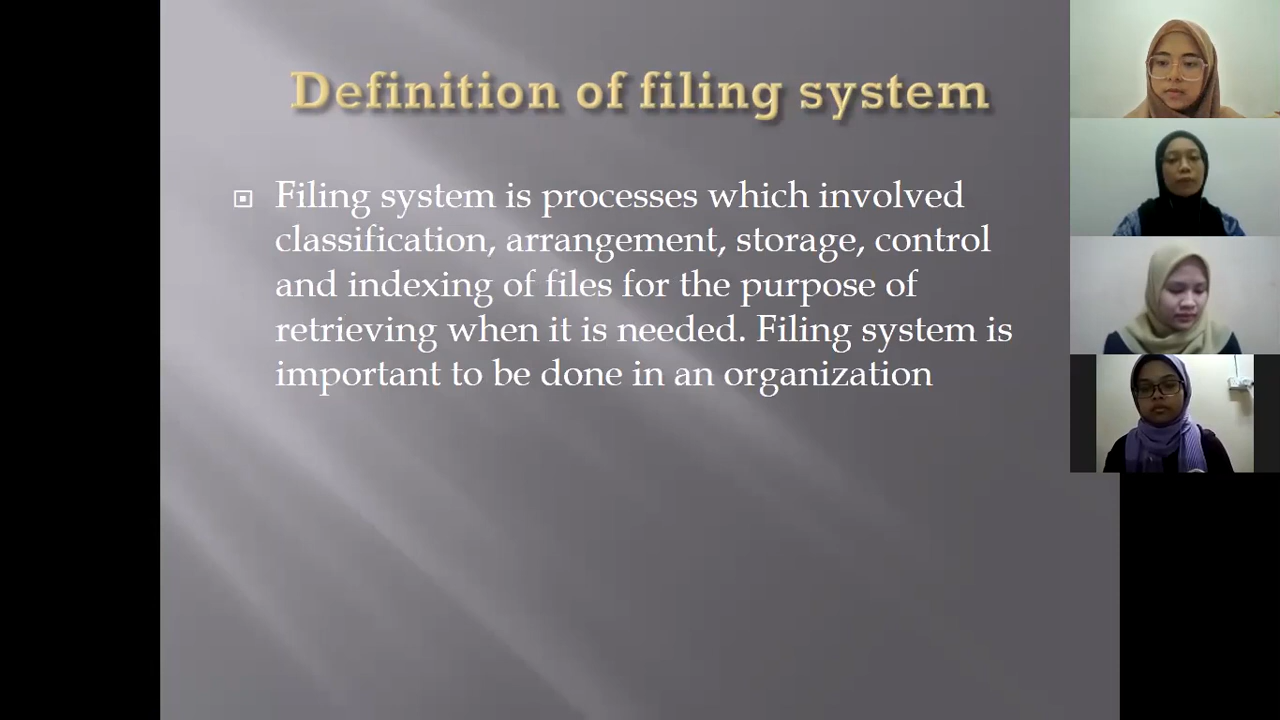 Definition of filing system
Filing system is processes which involved
classification, arrangement, storage, control
and indexing of files for the purpose of
retrieving when it is needed. Filing system is
important to be done in an organization